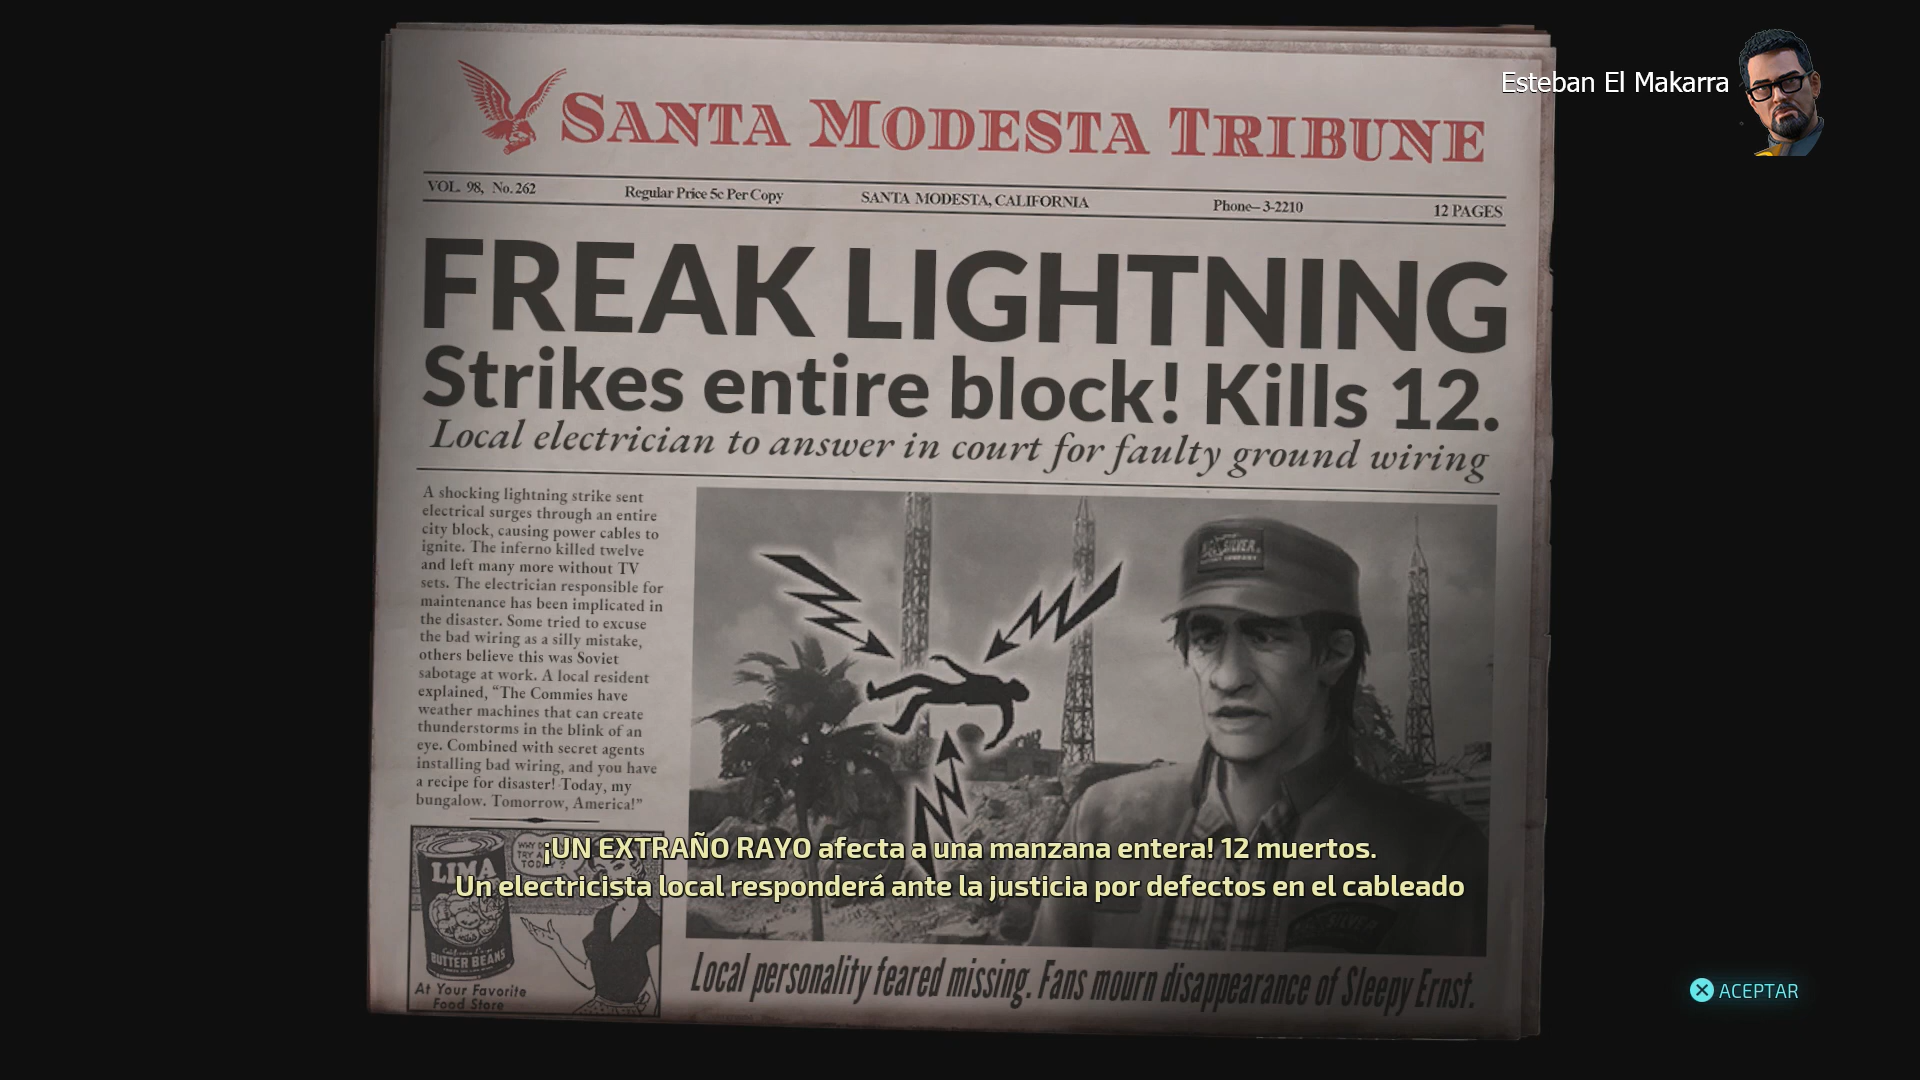 Esteban El Makarra
SANTA MODESTA TRIBUNE
VOL. 98, No. 262 Regular Price 5c Per Copy SANTA MODESTA, CALIFORNIA Phone–3-2210 12 PAGES
FREAK LIGHTNING
Strikes entire block! Kills 12.
Local electrician to answer in court for faulty ground wiring
A shocking lightning strike sent
electrical surges through an entire
city block, causing power cables to
ignite. The inferno killed twelve
and left many more without TV
sets. The electrician responsible for
maintenance has been implicated in
the disaster. Some tried to excuse
the bad wiring as a silly mistake,
others believe this was Soviet
sabotage at work. A local resident
explained, “The Commies have
weather machines that can create
thunderstorms in the blink of an
eye. Combined with secret agents
installing bad wiring, and you have
a recipe for disaster! Today, my
bungalow. Tomorrow, America!”
LIMA
BUTTER BEANS
At Your Favorite
Food Store
SILVER
SILVER
¡UN EXTRAÑO RAYO afecta a una manzana entera! 12 muertos.
Un electricista local responderá ante la justicia por defectos en el cableado
Local personality feared missing. Fans mourn disappearance of Sleepy Ernst.
ACEPTAR